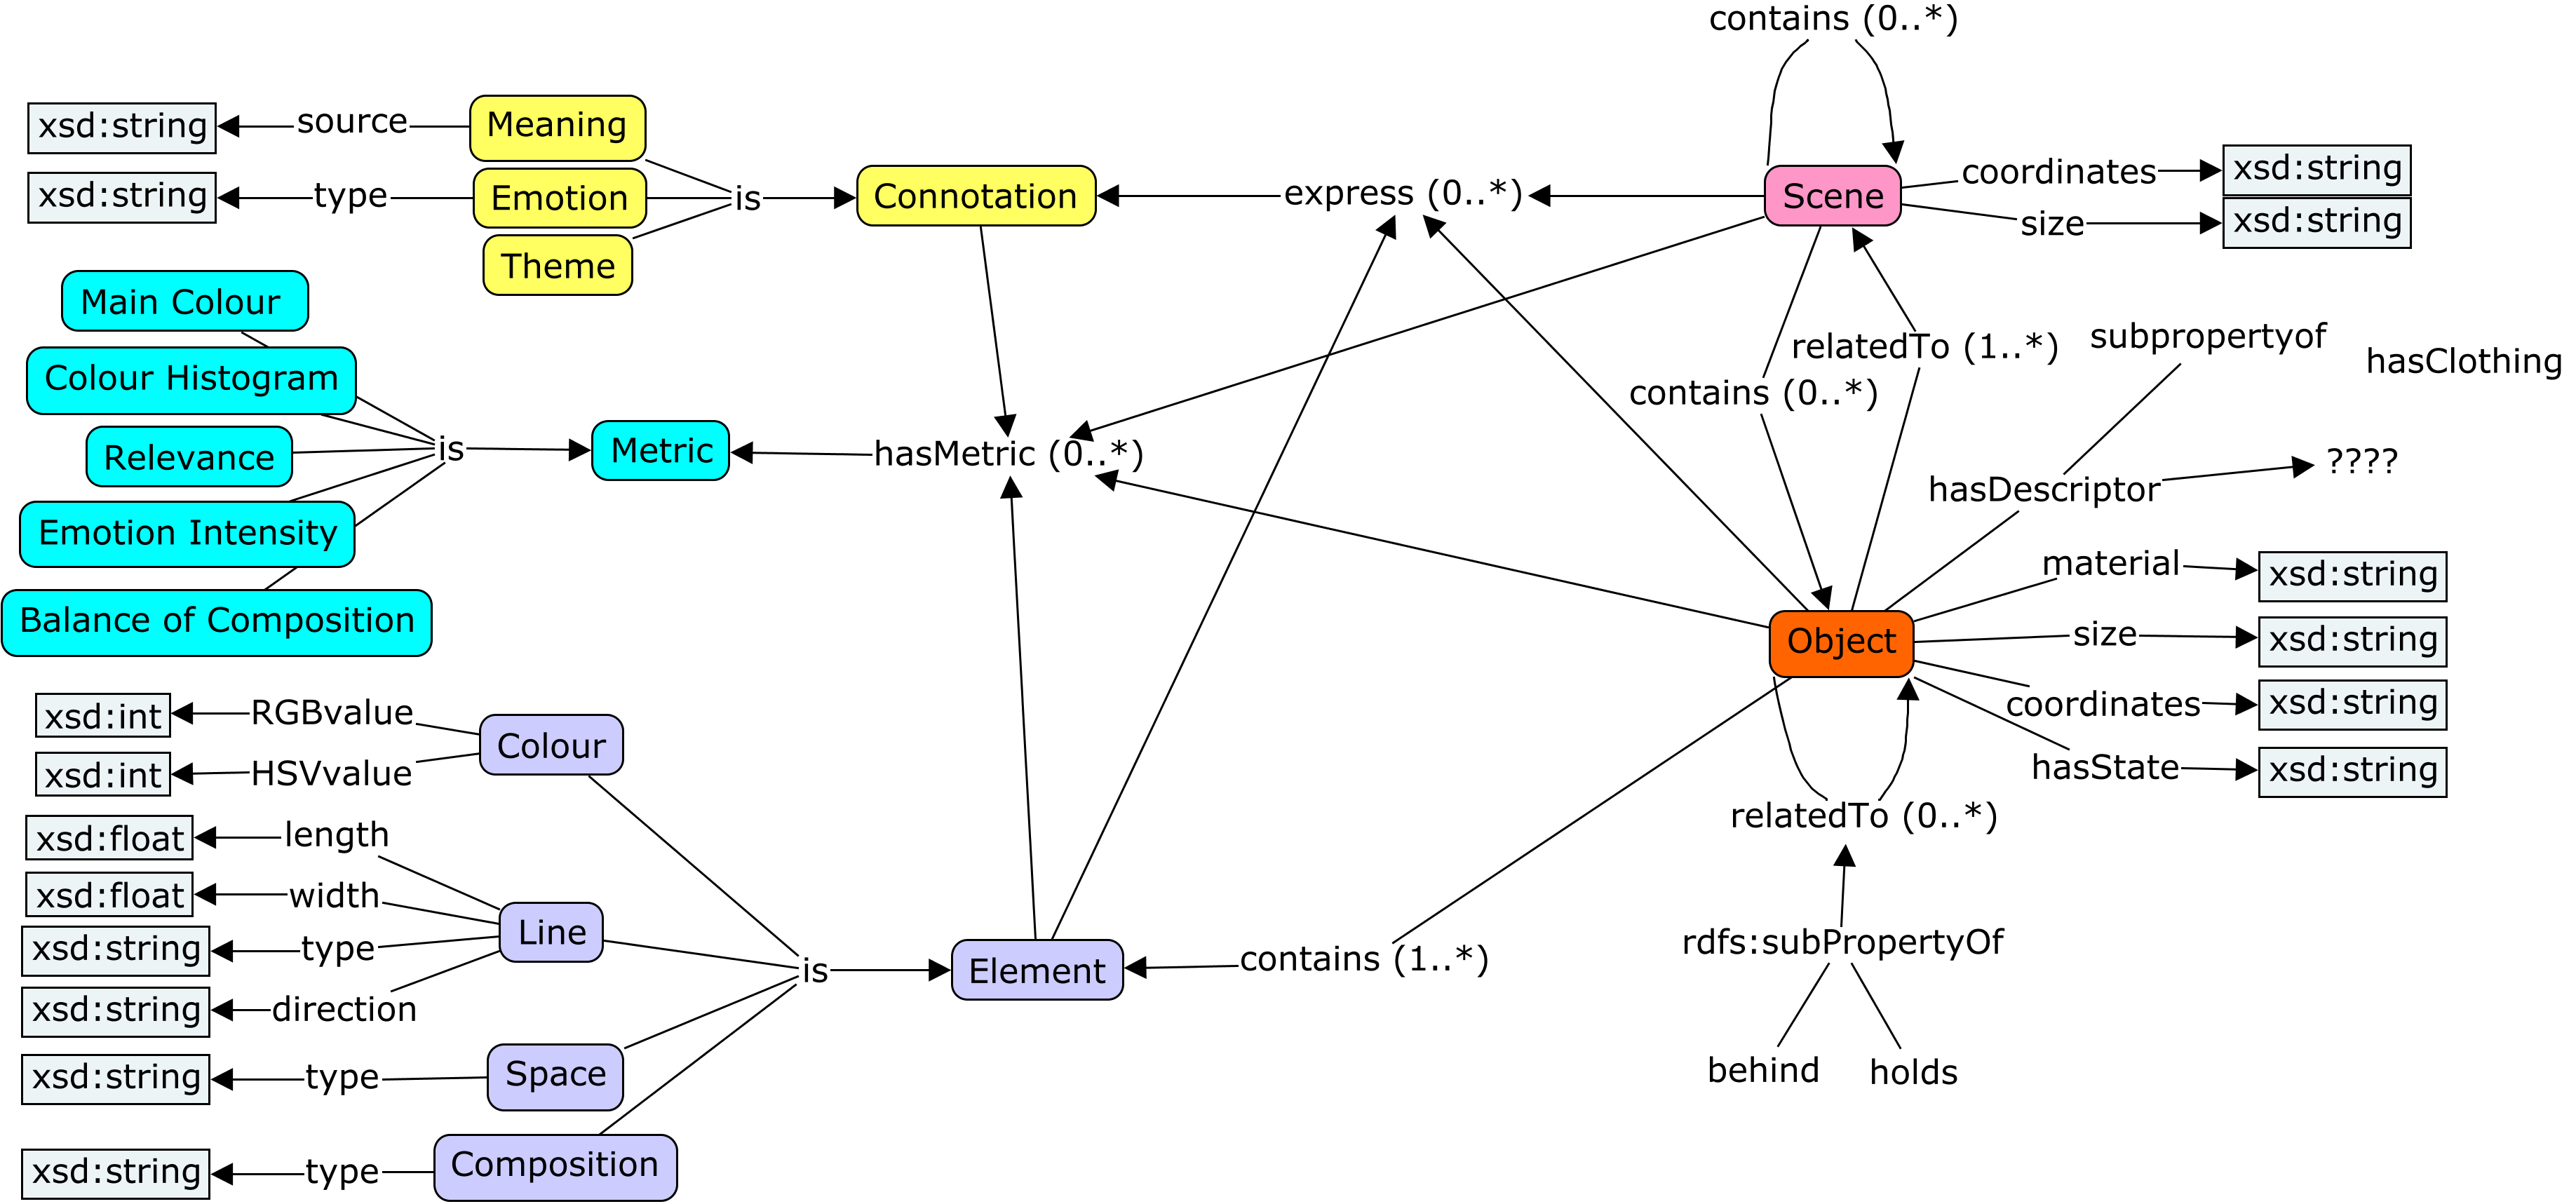 contains (0..*)
xsd:string
source
Meaning
xsd:string
type
Emotion
is
Connotation
express (0..*)
Scene
coordinates
xsd:string
size
xsd:string
Theme
Main Colour
Colour Histogram
Relevance
Emotion Intensity
Balance of Composition
is
Metric
hasMetric (0..*)
relatedTo (1..*)
contains (0..*)
subpropertyof
hasClothing
hasDescriptor
????
material
xsd:string
Object
size
xsd:string
coordinates
xsd:string
hasState
xsd:string
relatedTo (0..*)
rdfs:subPropertyOf
behind
holds
xsd:int
RGBvalue
Colour
xsd:int
HSVvalue
xsd:float
length
xsd:float
width
Line
xsd:string
type
xsd:string
direction
is
Element
contains (1..*)
xsd:string
type
Space
xsd:string
type
Composition